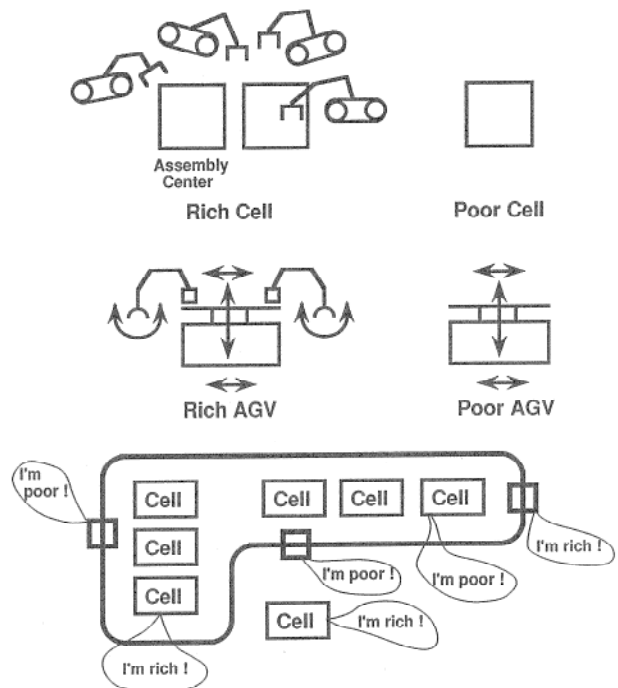 Assembly
Center
Rich Cell
Poor Cell
Rich AGV
Poor AGV
I'm
poor !
Cell
Cell
Cell
Cell
Cell
I'm rich !
Cell
I'm poor !
I'm poor !
Cell
Cell
I'm rich !
I'm rich !